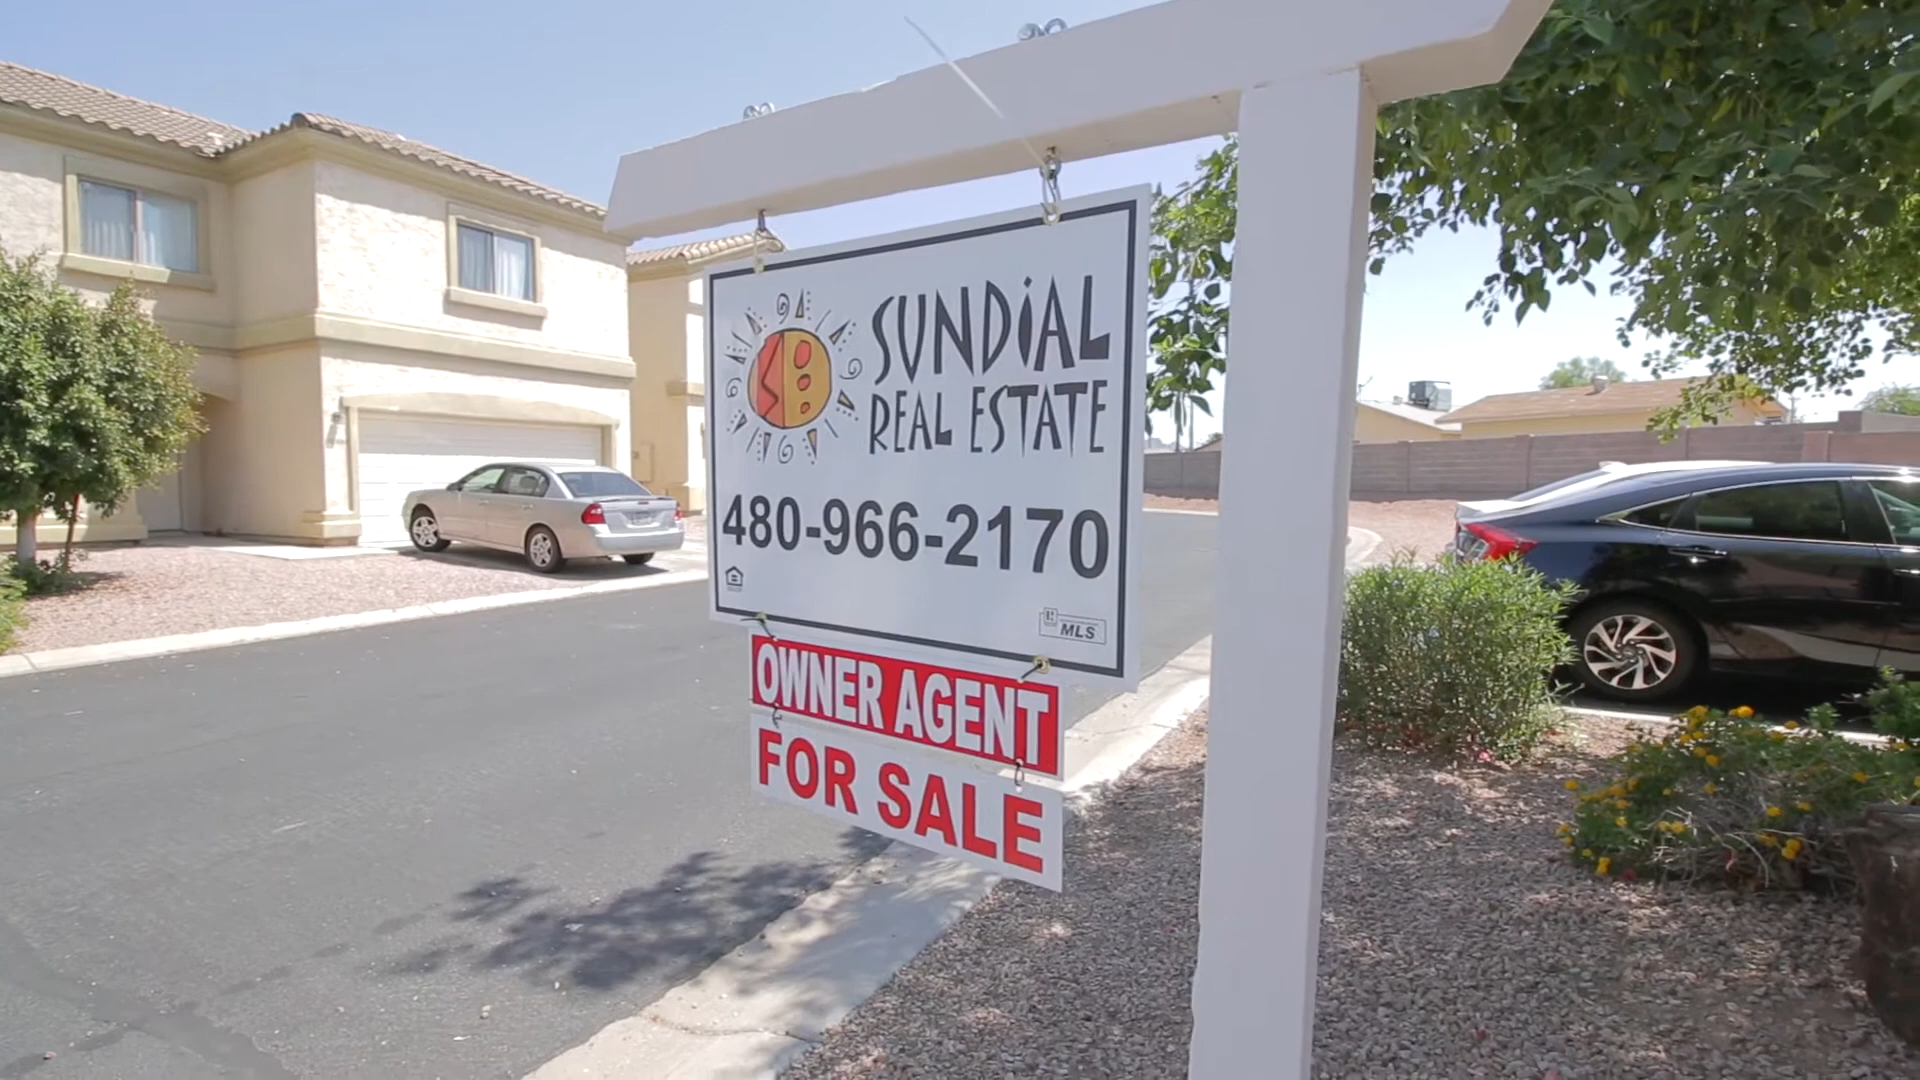 SUNDiAL
REAL ESTATE
480-966-2170
MLS
OWNER AGENT
FOR SALE